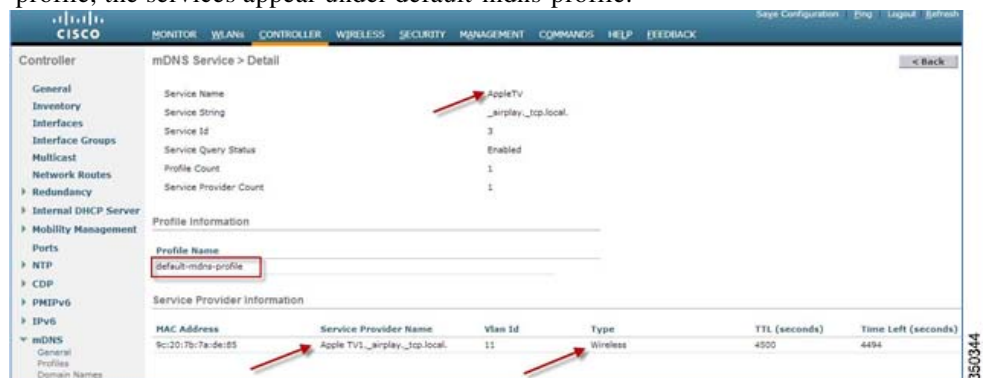 profile, the services appear under default-mdns-profile.
Save Configuration Ping Logout Refresh
CISCO MONITOR WLANs CONTROLLER WIRELESS SECURITY MANAGEMENT COMMANDS HELP FEEDBACK
Controller
General
Inventory
Interfaces
Interface Groups
Multicast
Network Routes
Redundancy
Internal DHCP Server
Mobility Management
Ports
NTP
CDP
PMIPv6
IPv6
mDNS
General
Profiles
Domain Names
mDNS Service > Detail
< Back
Service Name AppleTV
Service String _airplay._tcp.local.
Service Id 3
Service Query Status Enabled
Profile Count 1
Service Provider Count 1
Profile Information
Profile Name
default-mdns-profile
Service Provider Information
MAC Address Service Provider Name Vlan Id Type TTL (seconds) Time Left (seconds)
9c:20:7b:7a:de:85 Apple TV1._airplay._tcp.local. 11 Wireless 4500 4494
350344